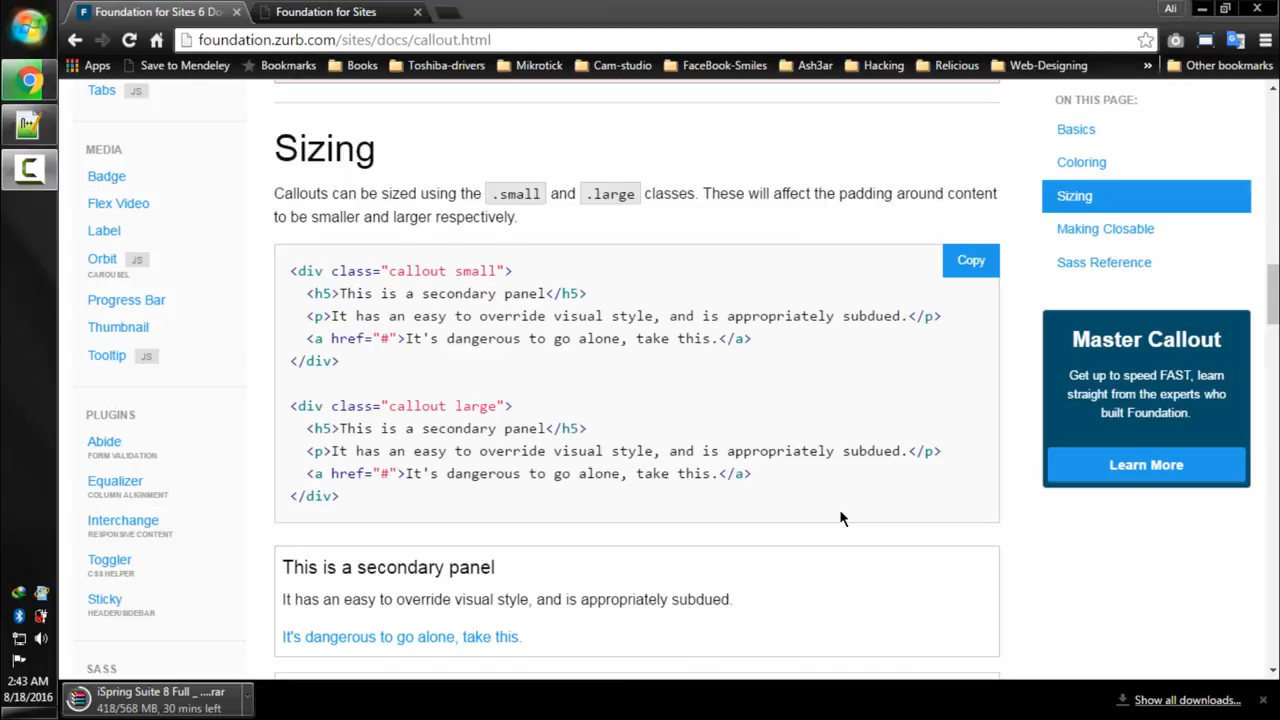 Foundation for Sites 6 Do
Foundation for Sites
Ali
foundation.zurb.com/sites/docs/callout.html
Apps
Save to Mendeley
Bookmarks
Books
Toshiba-drivers
Mikrotick
Cam-studio
FaceBook-Smiles
Ash3ar
Hacking
Relicious
Web-Designing
»
Other bookmarks
Tabs JS
MEDIA
Badge
Flex Video
Label
Orbit JS
CAROUSEL
Progress Bar
Thumbnail
Tooltip JS
PLUGINS
Abide
FORM VALIDATION
Equalizer
COLUMN ALIGNMENT
Interchange
RESPONSIVE CONTENT
Toggler
CSS HELPER
Sticky
HEADER/SIDEBAR
SASS
Sizing
Callouts can be sized using the .small and .large classes. These will affect the padding around content
to be smaller and larger respectively.
Copy
<div class="callout small">
<h5>This is a secondary panel</h5>
<p>It has an easy to override visual style, and is appropriately subdued.</p>
<a href="#">It's dangerous to go alone, take this.</a>
</div>
<div class="callout large">
<h5>This is a secondary panel</h5>
<p>It has an easy to override visual style, and is appropriately subdued.</p>
<a href="#">It's dangerous to go alone, take this.</a>
</div>
This is a secondary panel
It has an easy to override visual style, and is appropriately subdued.
It's dangerous to go alone, take this.
ON THIS PAGE:
Basics
Coloring
Sizing
Making Closable
Sass Reference
Master Callout
Get up to speed FAST, learn
straight from the experts who
built Foundation.
Learn More
2:43 AM
8/18/2016
iSpring Suite 8 Full _ ....rar
418/568 MB, 30 mins left
Show all downloads...